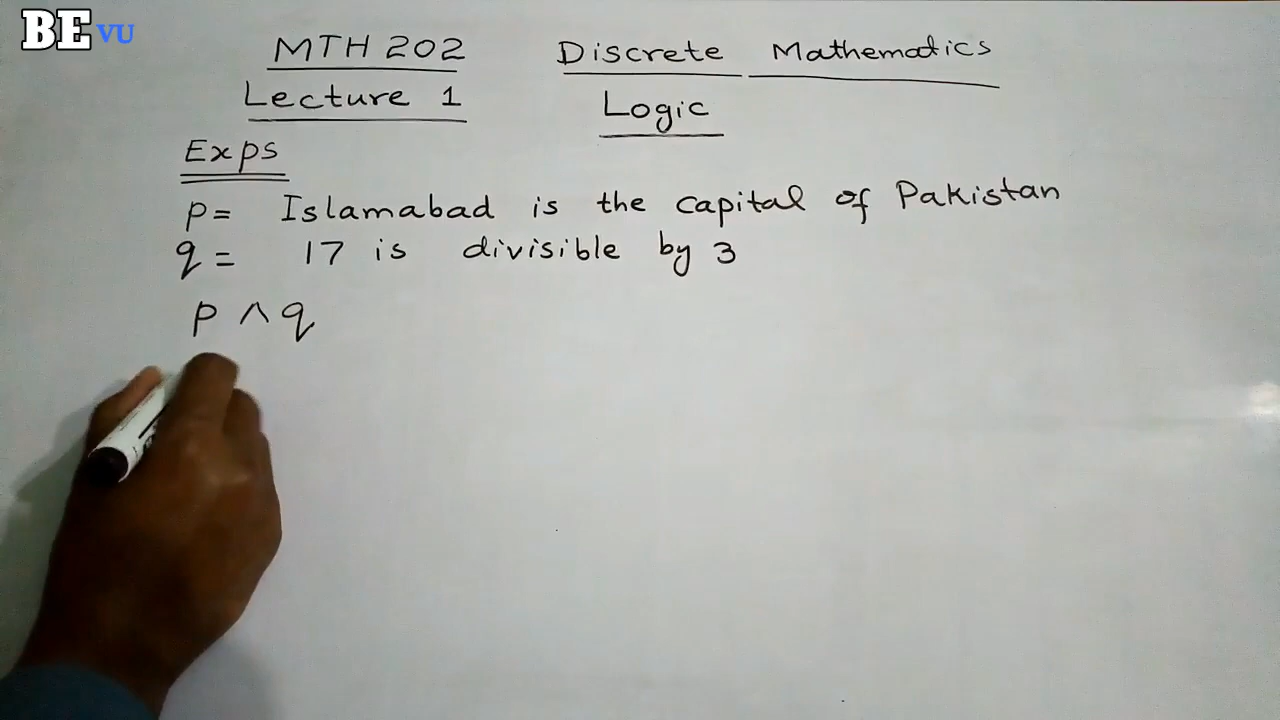 BE VU
MTH 202 Discrete Mathematics
Lecture 1 Logic
Exps
p= Islamabad is the capital of Pakistan
q= 17 is divisible by 3
p ∧ q